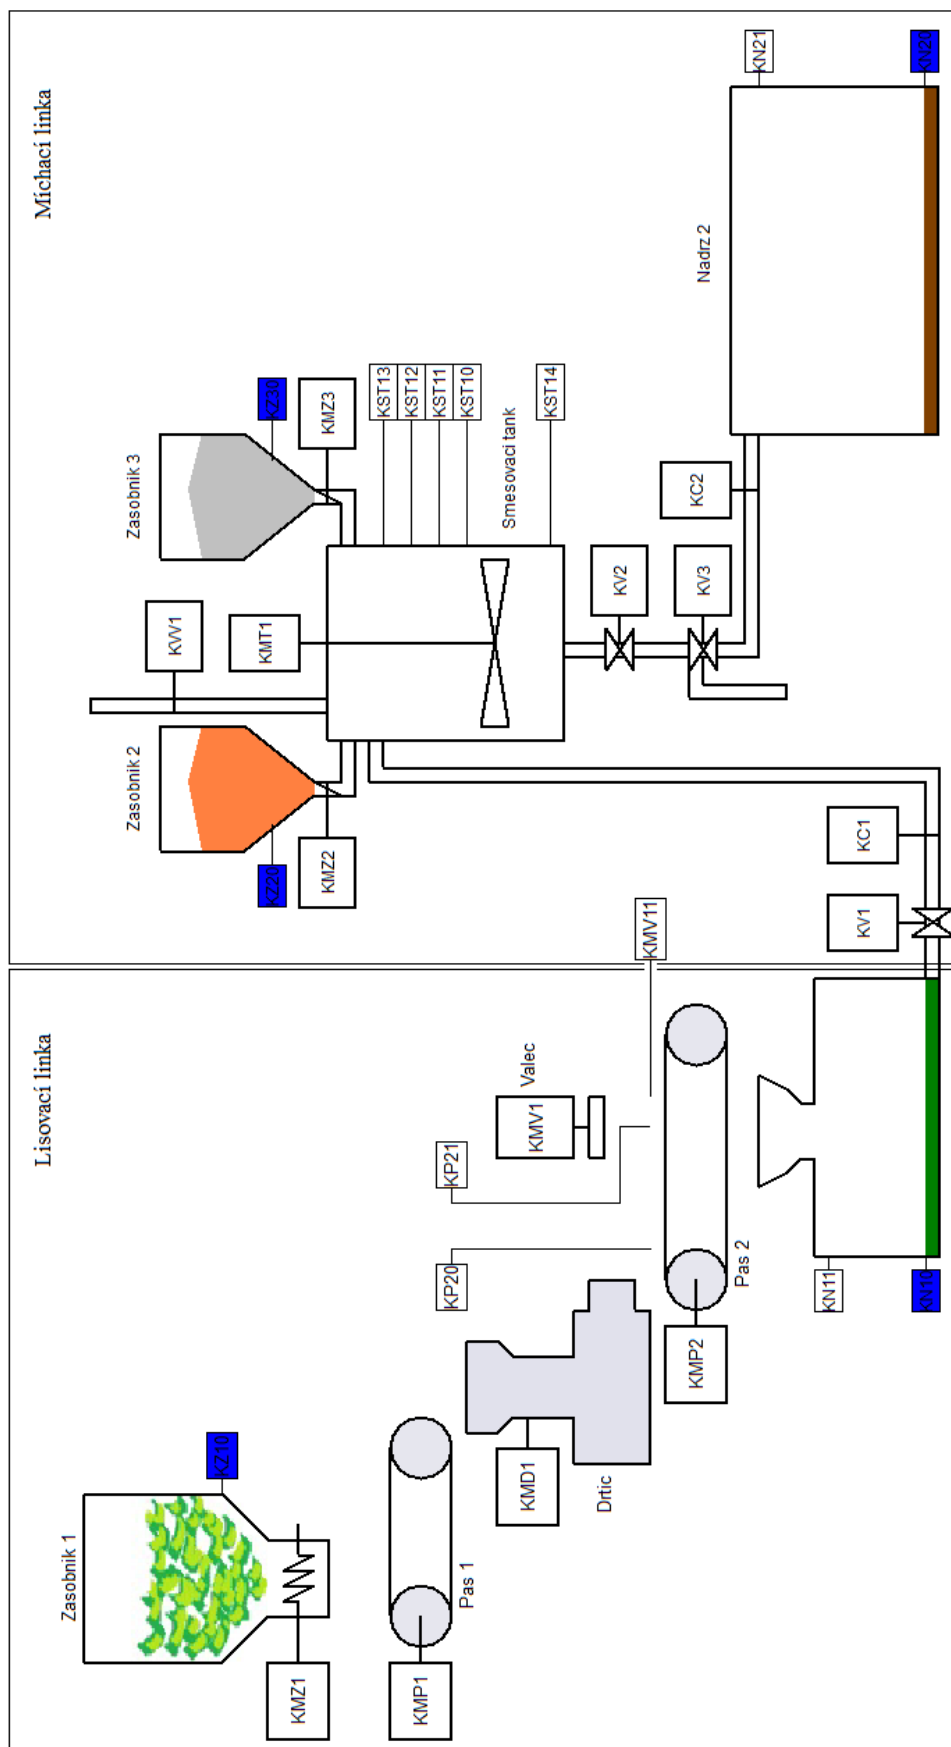 Lisovací linka
Zasobnik 1
KZ10
KMZ1
KMP1
Pas 1
KMD1
Drtic
KP20
KP21
KMV1
Valec
KMV11
KMP2
Pas 2
KN11
KN10
Míchací linka
Zasobnik 2
KZ20
KMZ2
KVV1
KMT1
Zasobnik 3
KZ30
KMZ3
KST13
KST12
KST11
KST10
KST14
Smesovaci tank
KV2
KV3
KC2
KV1
KC1
Nadrz 2
KN21
KN20